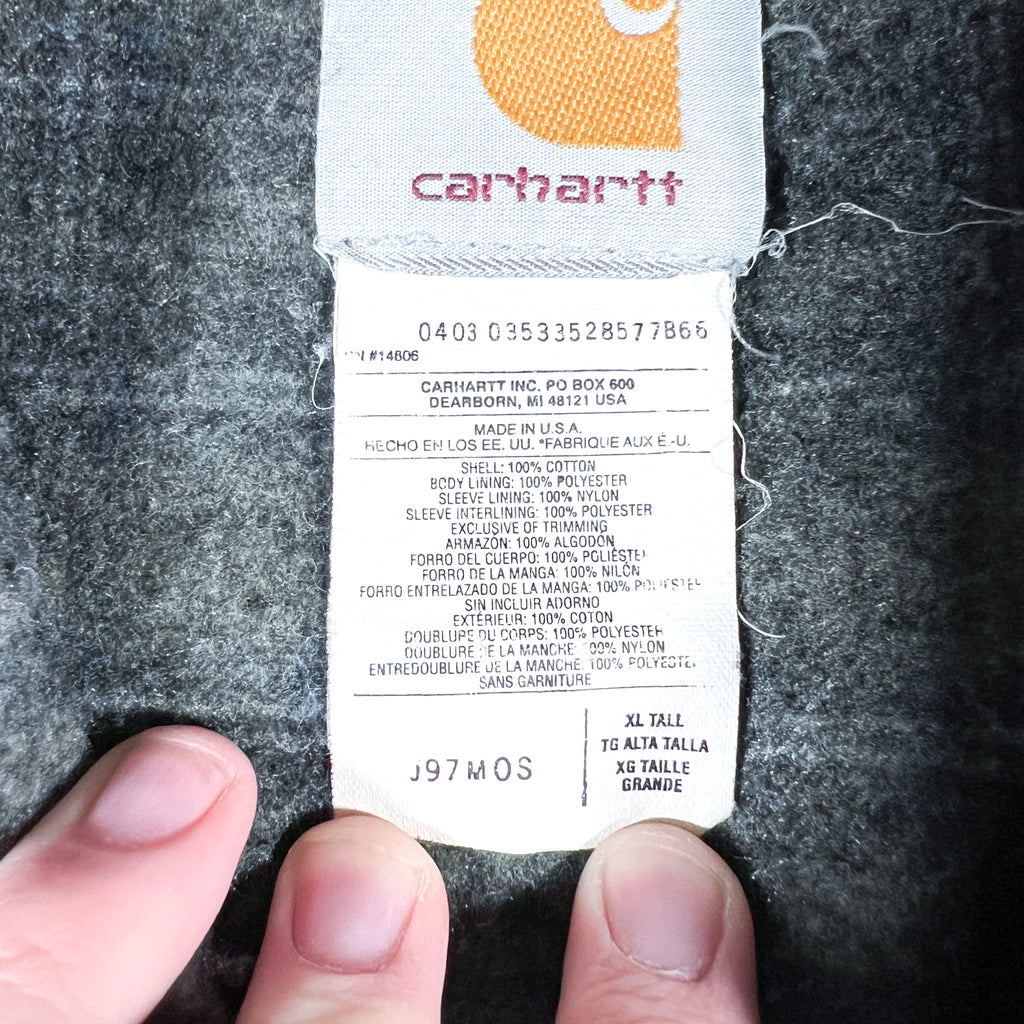 carhartt
0403 03533528577B66
#14806
CARHARTT INC. PO BOX 600
DEARBORN, MI 48121 USA
MADE IN U.S.A.
HECHO EN LOS EE. UU. *FABRIQUE AUX É.-U.
SHELL: 100% COTTON
BODY LINING: 100% POLYESTER
SLEEVE LINING: 100% NYLON
SLEEVE INTERLINING: 100% POLYESTER
EXCLUSIVE OF TRIMMING
ARMAZÓN: 100% ALGODÓN
FORRO DEL CUERPO: 100% POLIÉSTER
FORRO DE LA MANGA: 100% NILÓN
FORRO ENTRELAZADO DE LA MANGA: 100% POLIÉSTER
SIN INCLUIR ADORNO
EXTÉRIEUR: 100% COTON
DOUBLURE DU CORPS: 100% POLYESTER
DOUBLURE DE LA MANCHE: 100% NYLON
ENTREDOUBLURE DE LA MANCHE: 100% POLYESTER
SANS GARNITURE
J97MOS
XL TALL
TG ALTA TALLA
XG TAILLE
GRANDE